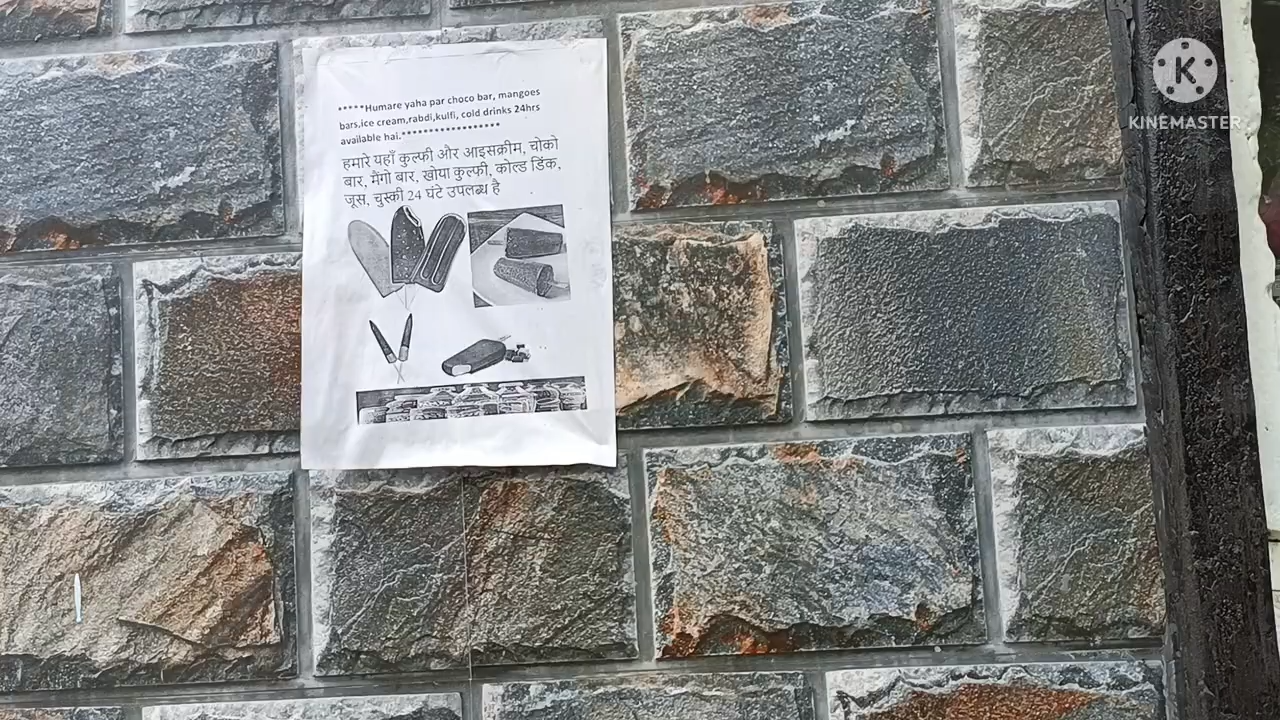 *****Humare yaha par choco bar, mangoes
bars,ice cream,rabdi,kulfi, cold drinks 24hrs
available hai.******************
हमारे यहाँ कुल्फी और आइसक्रीम, चोको
बार, मैंगो बार, खोया कुल्फी, कोल्ड डिंक,
जूस, चुस्की 24 घंटे उपलब्ध है
KINEMASTER